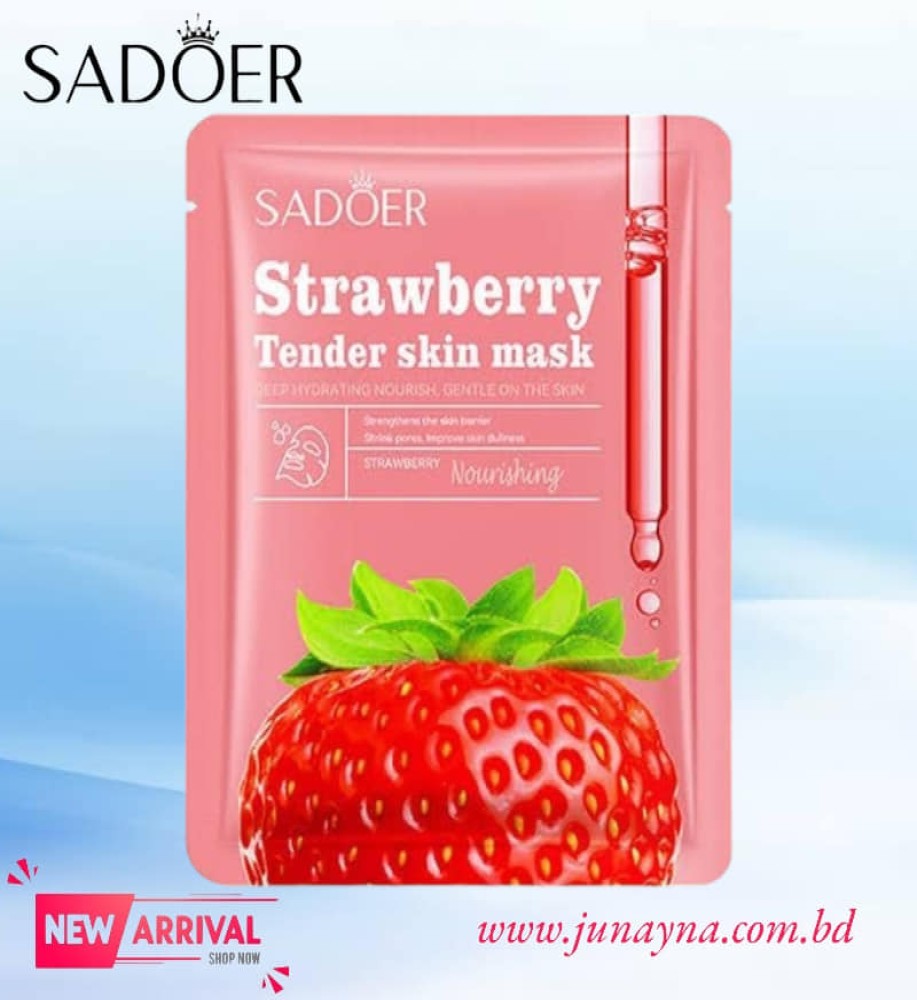 SADOER
SADOER
Strawberry
Tender skin mask
DEEP HYDRATING NOURISH, GENTLE ON THE SKIN
Strengthens the skin barrier
Shrink pores, Improve skin dullness
STRAWBERRY Nourishing
NEW ARRIVAL
SHOP NOW
www.junayna.com.bd